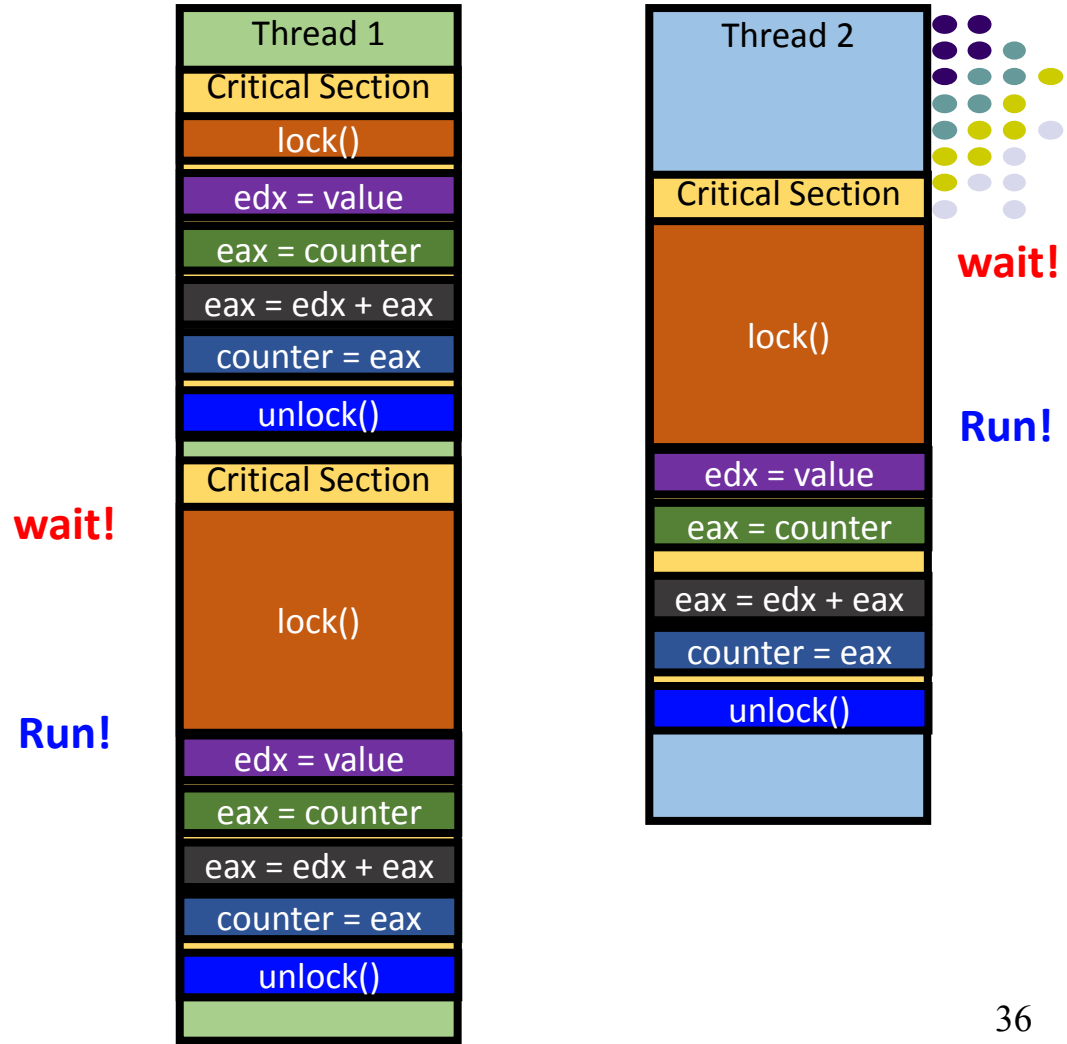 Thread 1
Critical Section
lock()
edx = value
eax = counter
eax = edx + eax
counter = eax
unlock()
Critical Section
wait!
lock()
Run!
edx = value
eax = counter
eax = edx + eax
counter = eax
unlock()
Thread 2
Critical Section
wait!
lock()
Run!
edx = value
eax = counter
eax = edx + eax
counter = eax
unlock()
36